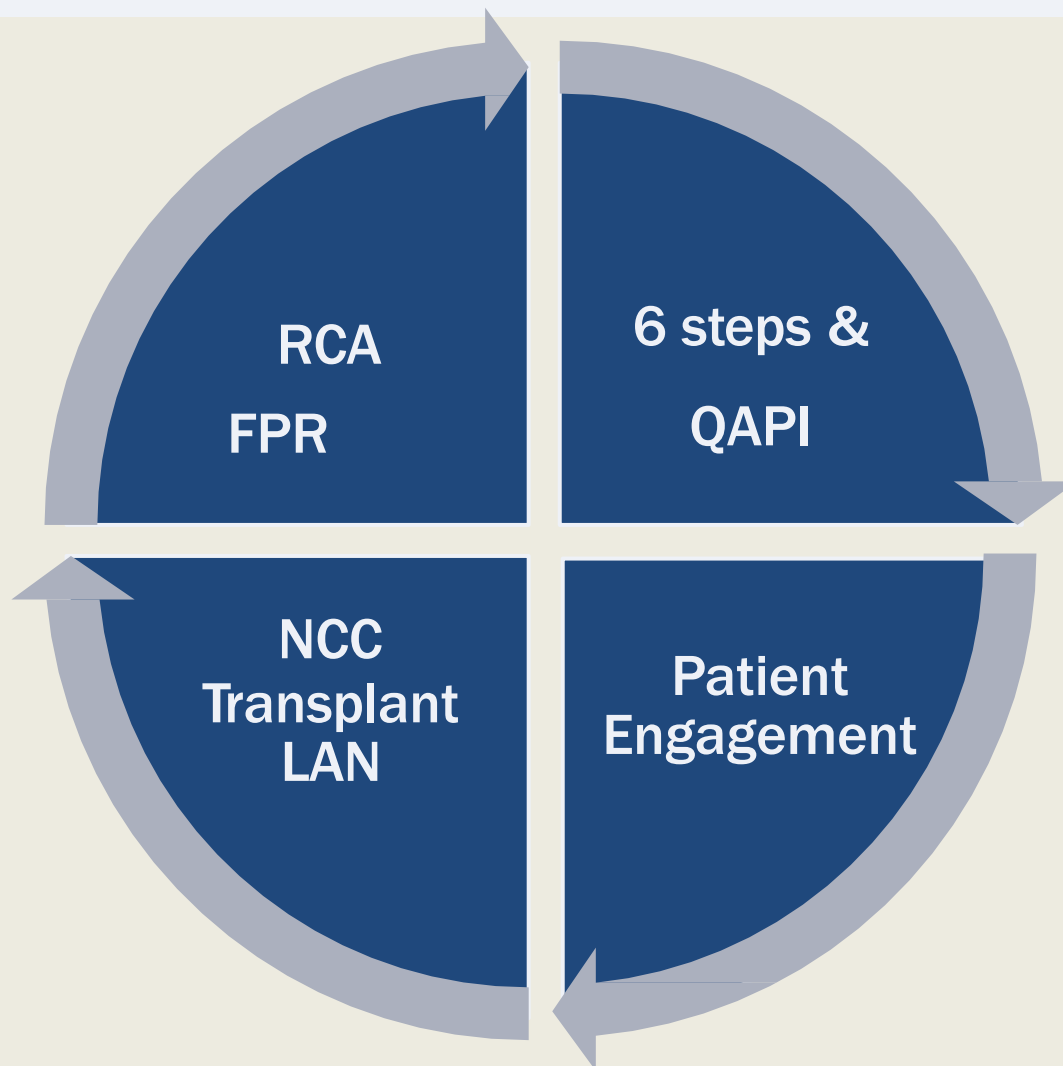 RCA
FPR
6 steps &
QAPI
NCC
Transplant
LAN
Patient
Engagement